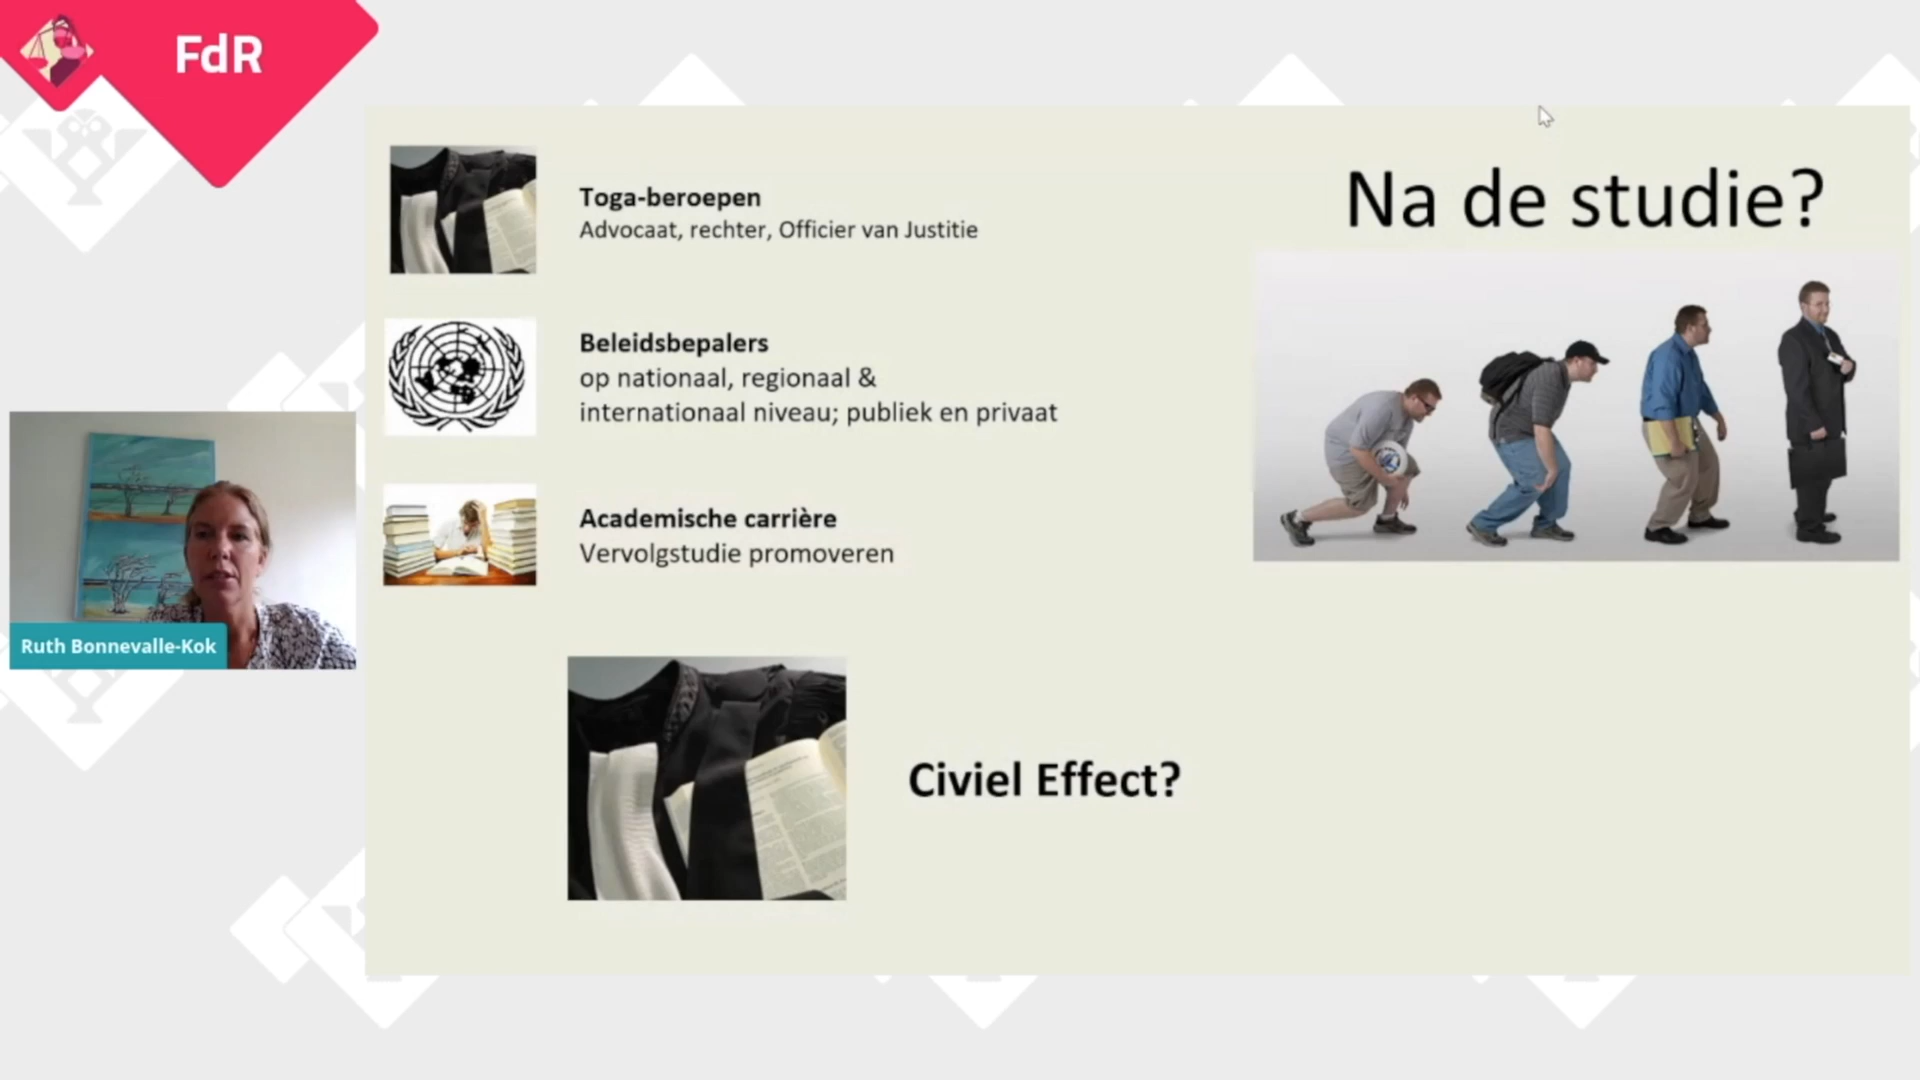 FdR
Na de studie?
Toga-beroepen
Advocaat, rechter, Officier van Justitie
Beleidsbepalers
op nationaal, regionaal &
internationaal niveau; publiek en privaat
Academische carrière
Vervolgstudie promoveren
Ruth Bonnevalle-Kok
Civiel Effect?